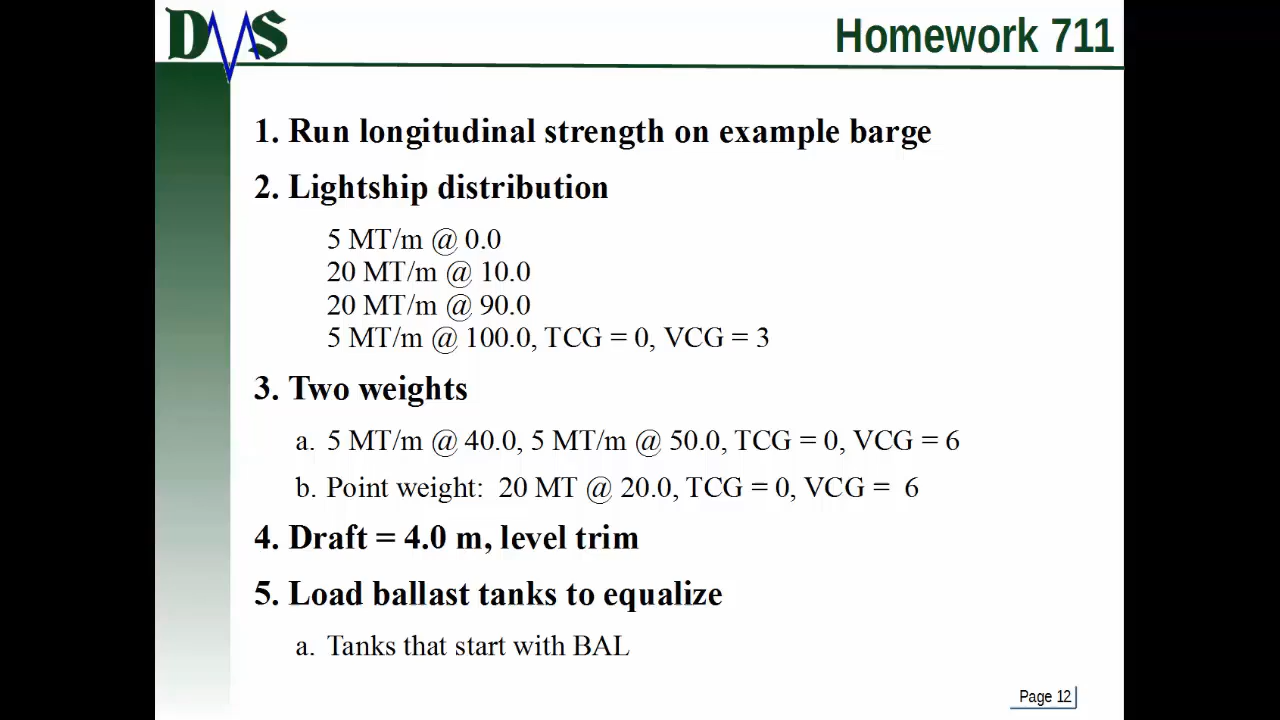 DMS
Homework 711
1. Run longitudinal strength on example barge
2. Lightship distribution
5 MT/m @ 0.0
20 MT/m @ 10.0
20 MT/m @ 90.0
5 MT/m @ 100.0, TCG = 0, VCG = 3
3. Two weights
a. 5 MT/m @ 40.0, 5 MT/m @ 50.0, TCG = 0, VCG = 6
b. Point weight: 20 MT @ 20.0, TCG = 0, VCG = 6
4. Draft = 4.0 m, level trim
5. Load ballast tanks to equalize
a. Tanks that start with BAL
Page 12